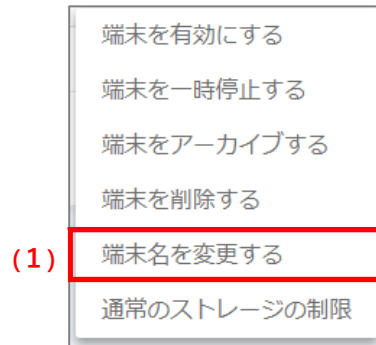 端末を有効にする
端末を一時停止する
端末をアーカイブする
端末を削除する
(1) 端末名を変更する
通常のストレージの制限